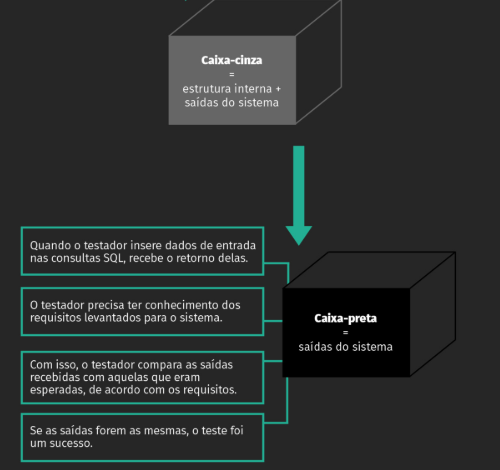 Caixa-cinza
=
estrutura interna +
saídas do sistema
Quando o testador insere dados de entrada
nas consultas SQL, recebe o retorno delas.
O testador precisa ter conhecimento dos
requisitos levantados para o sistema.
Com isso, o testador compara as saídas
recebidas com aquelas que eram
esperadas, de acordo com os requisitos.
Se as saídas forem as mesmas, o teste foi
um sucesso.
Caixa-preta
=
saídas do sistema